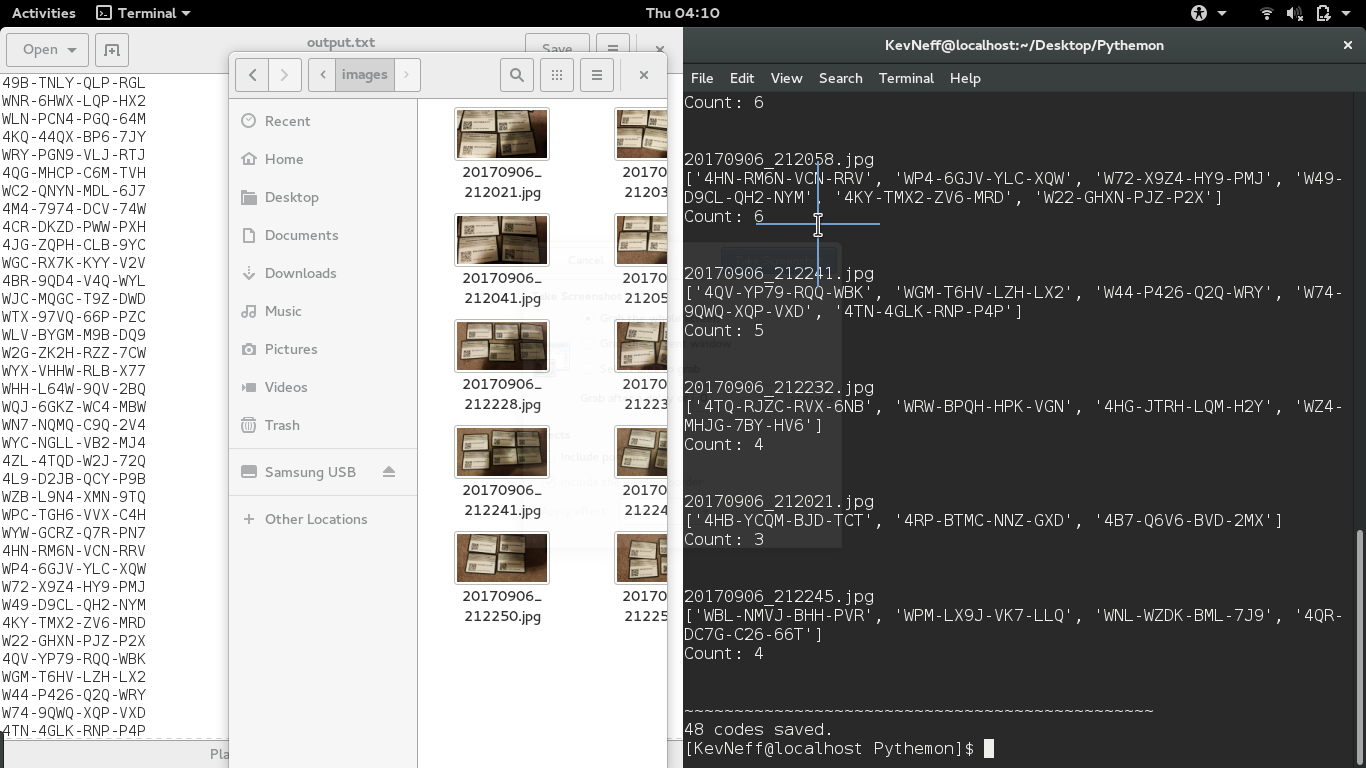 Activities Terminal Thu 04:10
Open output.txt Save
49B-TNLY-QLP-RGL
WNR-6HWX-LQP-HX2
WLN-PCN4-PGQ-64M
4KQ-44QX-BP6-7JY
WRY-PGN9-VLJ-RTJ
4QG-MHCP-C6M-TVH
WC2-QNYN-MDL-6J7
4M4-7974-DCV-74W
4CR-DKZD-PWW-PXH
4JG-ZQPH-CLB-9YC
WGC-RX7K-KYY-V2V
4BR-9QD4-V4Q-WYL
WJC-MQGC-T9Z-DWD
WTX-97VQ-66P-PZC
WLV-BYGM-M9B-DQ9
W2G-ZK2H-RZZ-7CW
WYX-VHHW-RLB-X77
WHH-L64W-9QV-2BQ
WQJ-6GKZ-WC4-MBW
WN7-NQMQ-C9Q-2V4
WYC-NGLL-VB2-MJ4
4ZL-4TQD-W2J-72Q
4L9-D2JB-QCY-P9B
WZB-L9N4-XMN-9TQ
WPC-TGH6-VVX-C4H
WYW-GCRZ-Q7R-PN7
4HN-RM6N-VCN-RRV
WP4-6GJV-YLC-XQW
W72-X9Z4-HY9-PMJ
W49-D9CL-QH2-NYM
4KY-TMX2-ZV6-MRD
W22-GHXN-PJZ-P2X
4QV-YP79-RQQ-WBK
WGM-T6HV-LZH-LX2
W44-P426-Q2Q-WRY
W74-9QWQ-XQP-VXD
4TN-4GLK-RNP-P4P
Pla
images
Recent
Home
Desktop
Documents
Downloads
Music
Pictures
Videos
Trash
Samsung USB
Other Locations
20170906_ 20170
212021.jpg 21203
20170906_ 20170
212041.jpg 21205
20170906_ 20170
212228.jpg 21223
20170906_ 20170
212241.jpg 21224
20170906_ 20170
212250.jpg 21225
Cancel
KevNeff@localhost:~/Desktop/Pythemon
File Edit View Search Terminal Help
Count: 6
20170906_212058.jpg
['4HN-RM6N-VCN-RRV', 'WP4-6GJV-YLC-XQW', 'W72-X9Z4-HY9-PMJ', 'W49-
D9CL-QH2-NYM', '4KY-TMX2-ZV6-MRD', 'W22-GHXN-PJZ-P2X']
Count: 6
20170906_212241.jpg
['4QV-YP79-RQQ-WBK', 'WGM-T6HV-LZH-LX2', 'W44-P426-Q2Q-WRY', 'W74-
9QWQ-XQP-VXD', '4TN-4GLK-RNP-P4P']
Count: 5
20170906_212232.jpg
['4TQ-RJZC-RVX-6NB', 'WRW-BPQH-HPK-VGN', '4HG-JTRH-LQM-H2Y', 'WZ4-
MHJG-7BY-HV6']
Count: 4
20170906_212021.jpg
['4HB-YCQM-BJD-TCT', '4RP-BTMC-NNZ-GXD', '4B7-Q6V6-BVD-2MX']
Count: 3
20170906_212245.jpg
['WBL-NMVJ-BHH-PVR', 'WPM-LX9J-VK7-LLQ', 'WNL-WZDK-BML-7J9', '4QR-
DC7G-C26-66T']
Count: 4
~~~~~~~~~~~~~~~~~~~~~~~~~~~~~~~~~~~~~~~~~~~~~~~
48 codes saved.
[KevNeff@localhost Pythemon]$